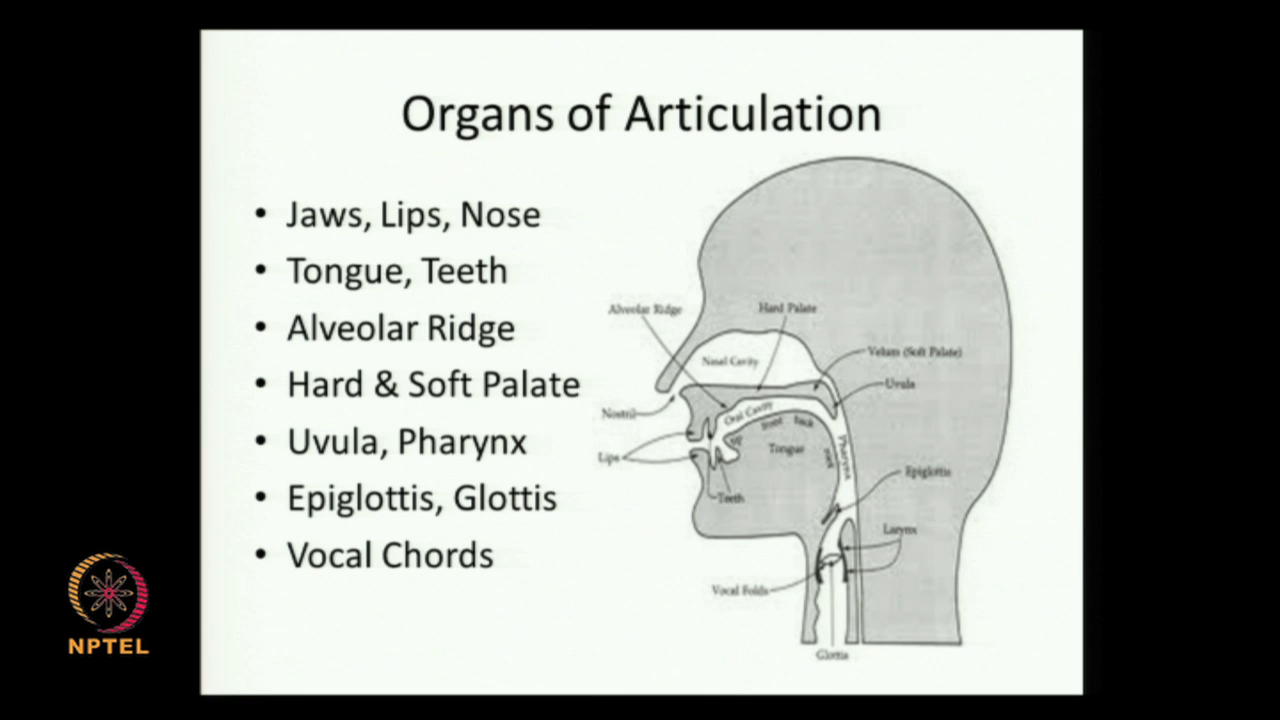 Organs of Articulation
• Jaws, Lips, Nose
• Tongue, Teeth
• Alveolar Ridge
• Hard & Soft Palate
• Uvula, Pharynx
• Epiglottis, Glottis
• Vocal Chords
Alveolar Ridge
Hard Palate
Nasal Cavity
Velum (Soft Palate)
Uvula
Nostril
Oral Cavity
tip
front
back
Lips
Tongue
root
Pharynx
Epiglottis
Teeth
Larynx
Vocal Folds
Glottis
NPTEL